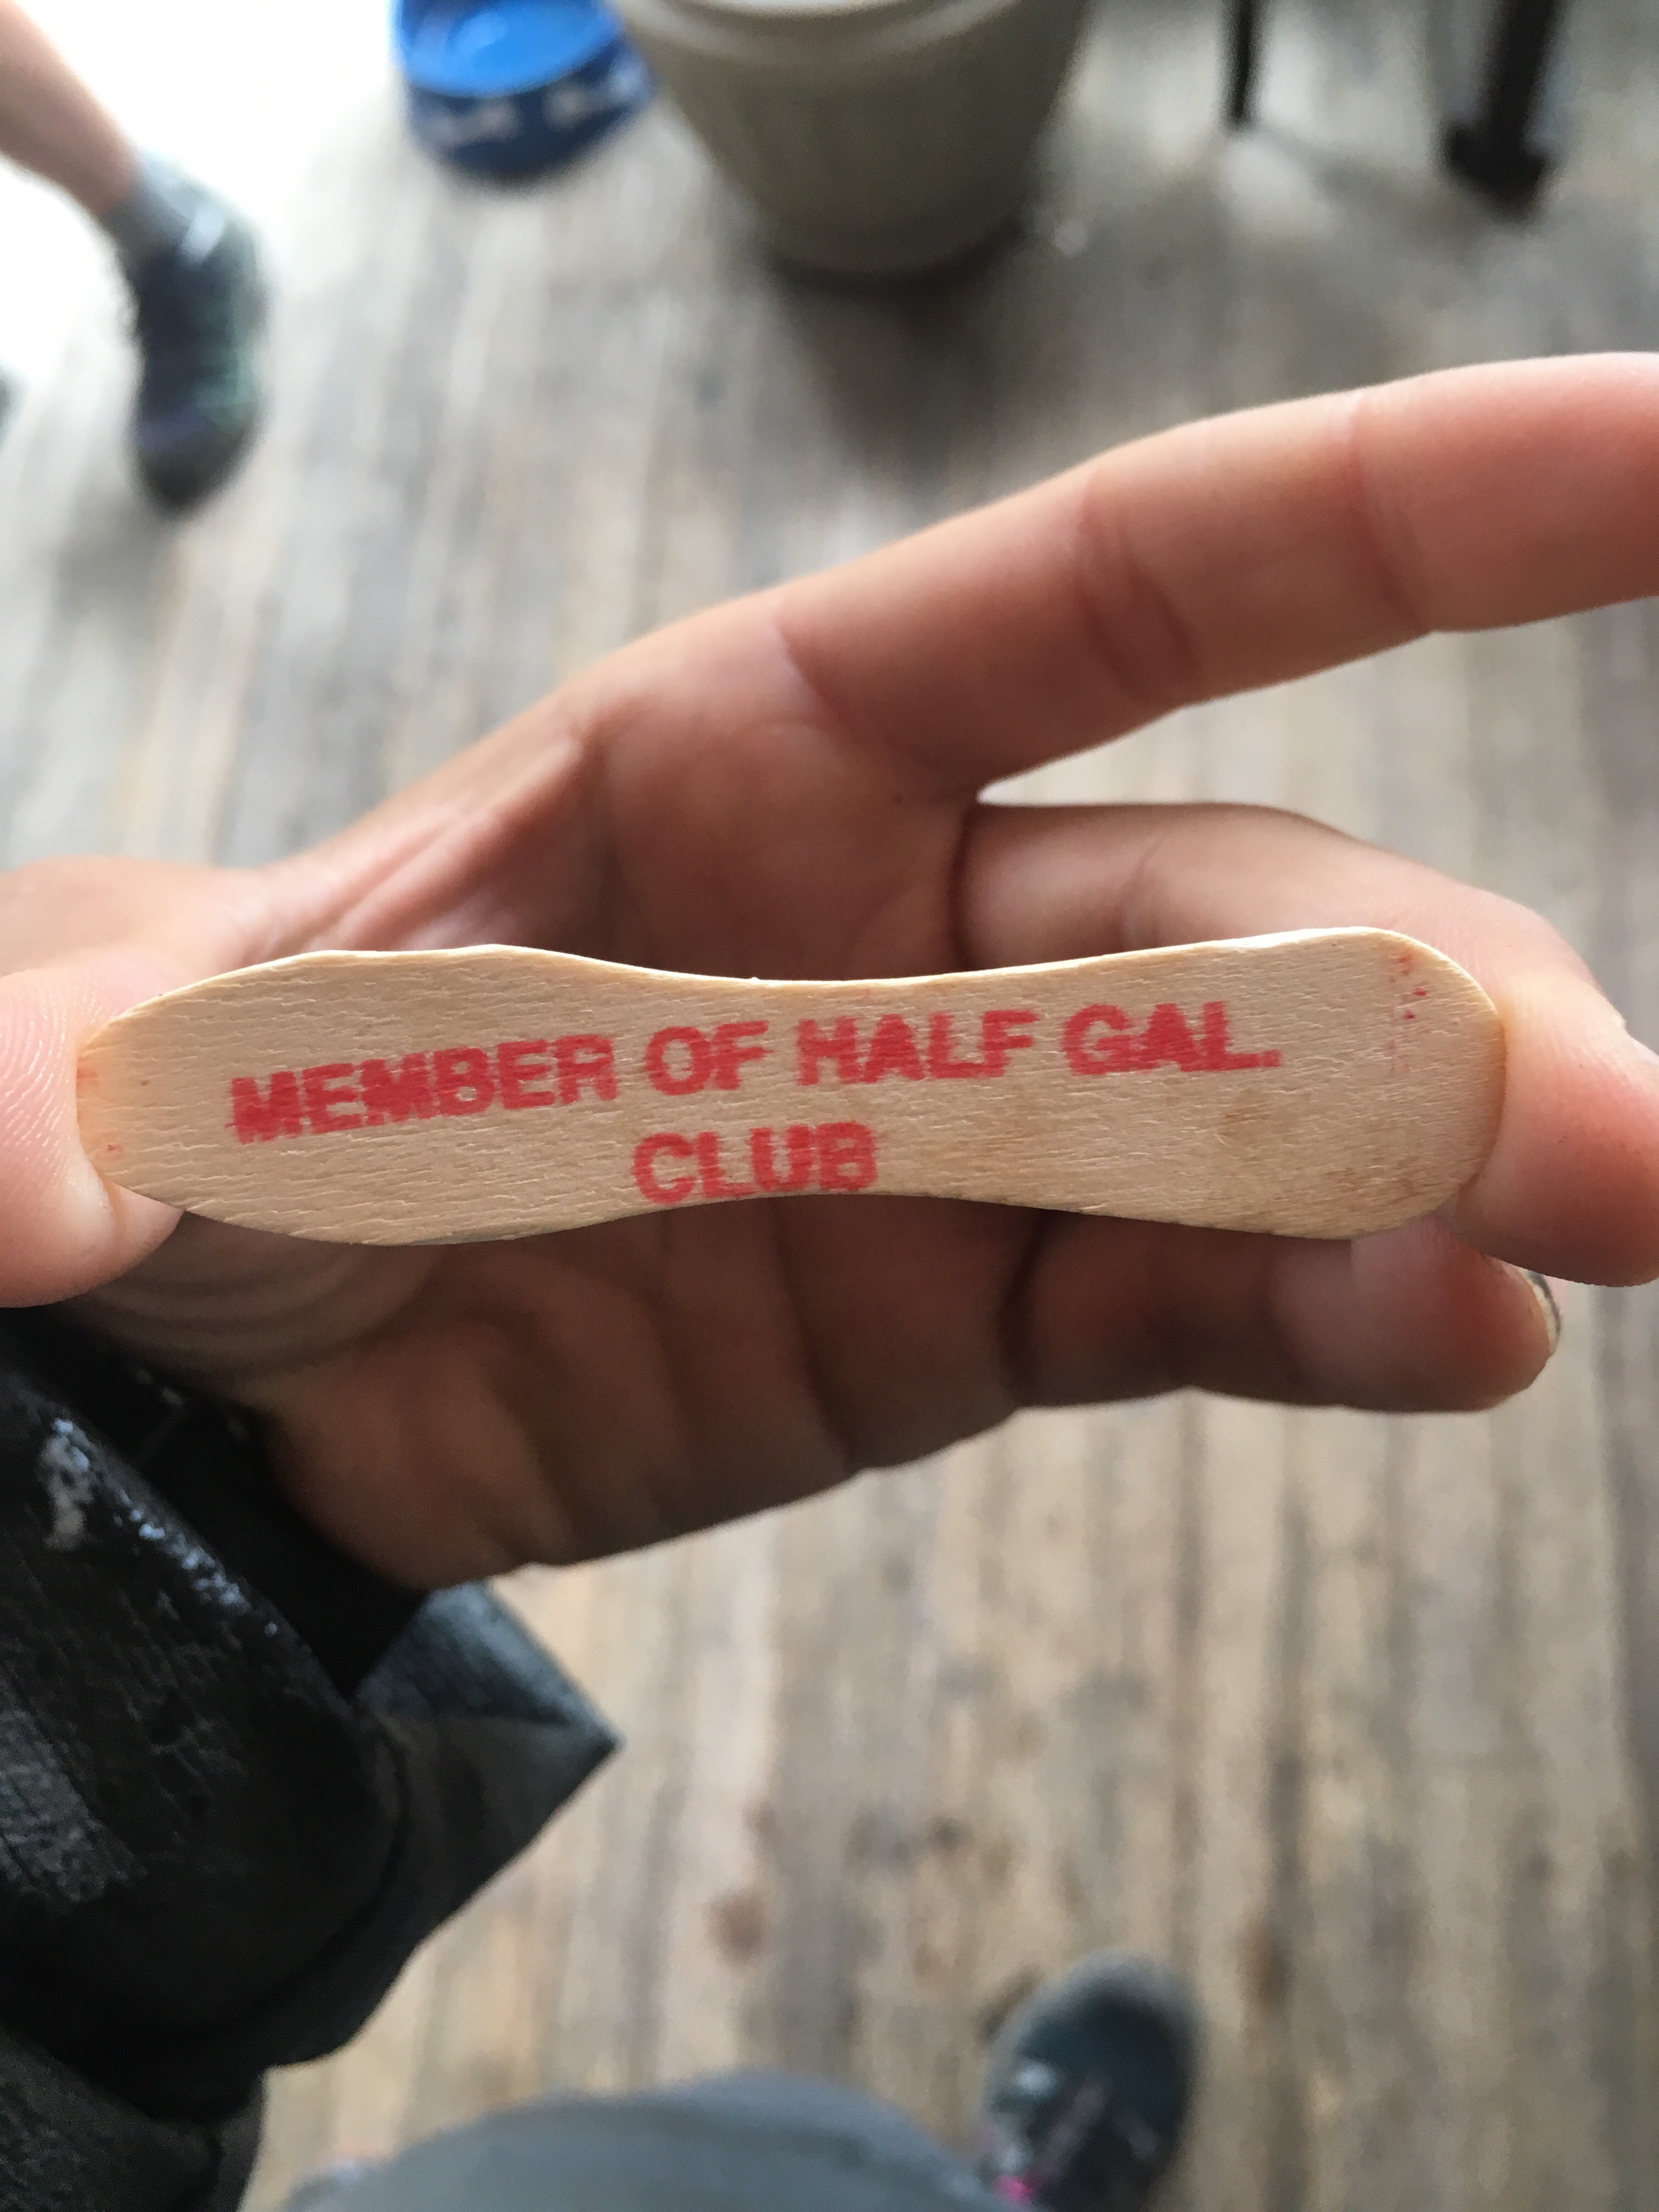 MEMBER OF HALF GAL.
CLUB